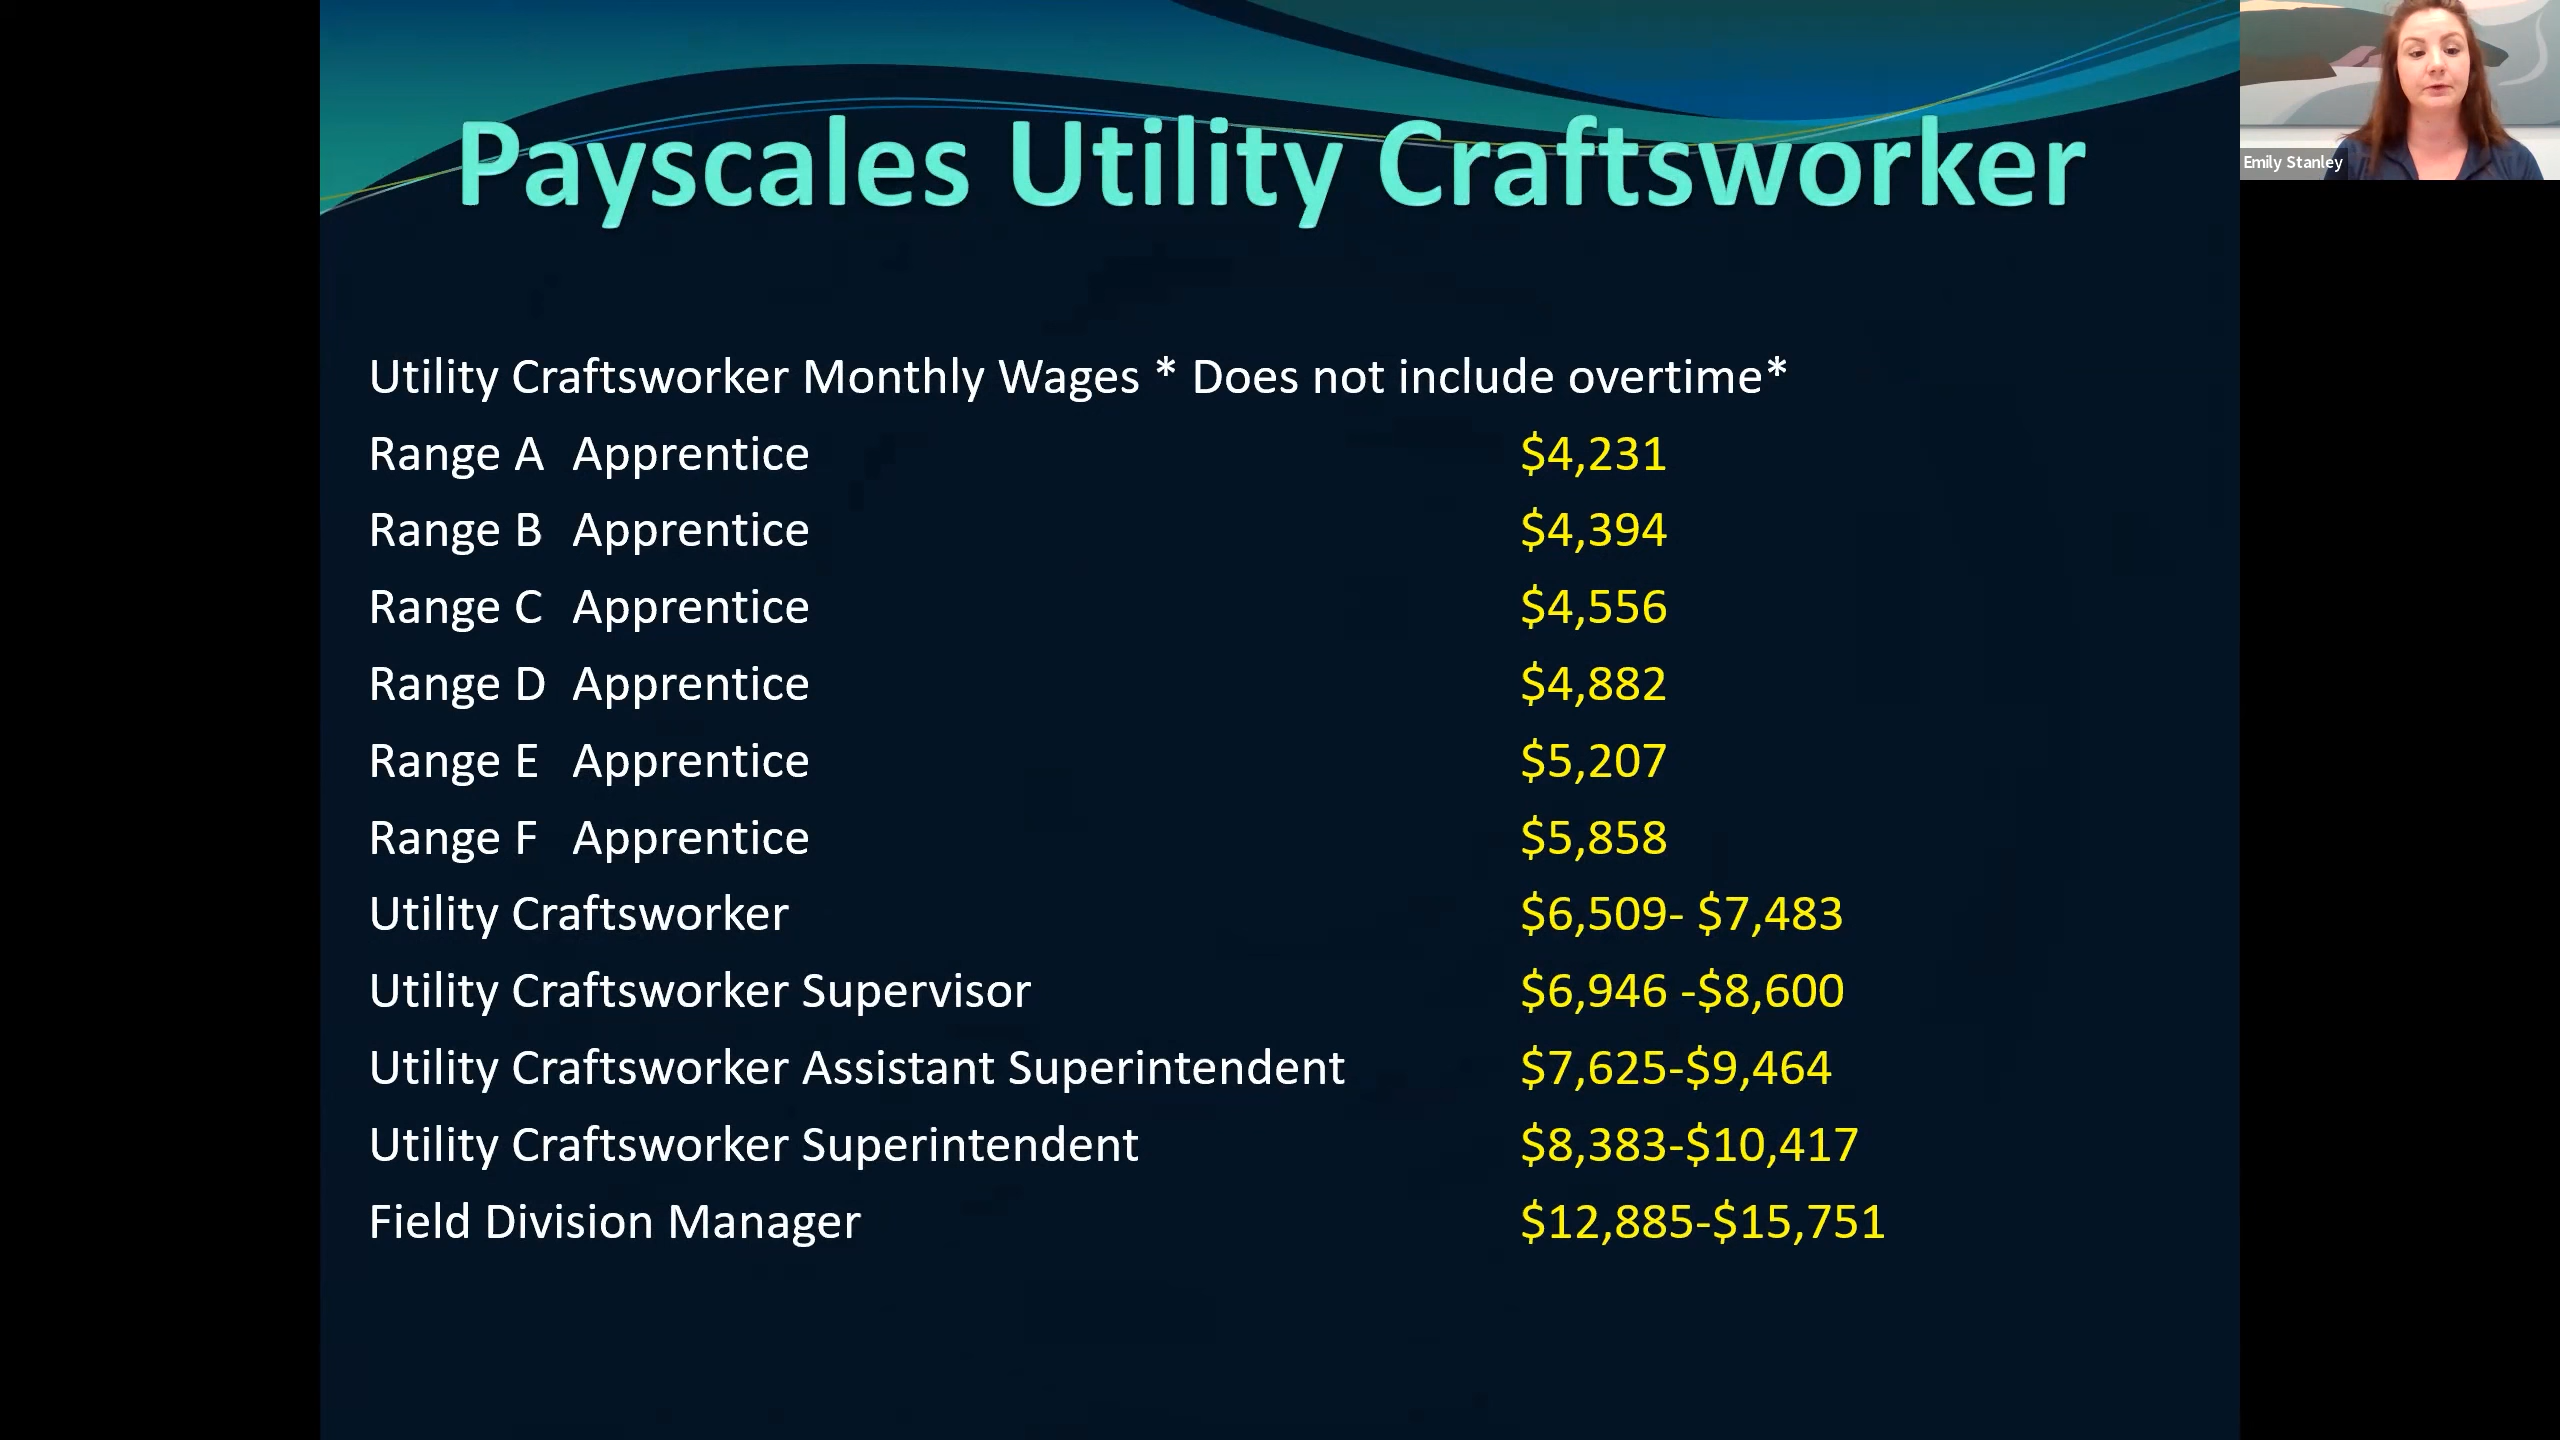 Payscales Utility Craftsworker
Emily Stanley
Utility Craftsworker Monthly Wages * Does not include overtime*
Range A Apprentice $4,231
Range B Apprentice $4,394
Range C Apprentice $4,556
Range D Apprentice $4,882
Range E Apprentice $5,207
Range F Apprentice $5,858
Utility Craftsworker $6,509- $7,483
Utility Craftsworker Supervisor $6,946 -$8,600
Utility Craftsworker Assistant Superintendent $7,625-$9,464
Utility Craftsworker Superintendent $8,383-$10,417
Field Division Manager $12,885-$15,751